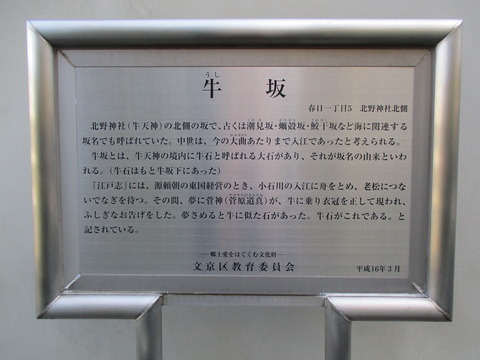 うし
牛 坂
春日一丁目5 北野神社北側
北野神社(牛天神)の北側の坂で、古くは潮見坂・蠣殻坂・鮫干坂など海に関連する
坂名でも呼ばれていた。中世は、今の大曲あたりまで入江であったと考えられる。
牛坂とは、牛天神の境内に牛石と呼ばれる大石があり、それが坂名の由来といわ
れる。(牛石はもと牛坂下にあった)
『江戸志』には、源頼朝の東国経営のとき、小石川の入江に舟をとめ、老松につな
いでなぎを待つ。その間、夢に菅神(菅原道真)が、牛に乗り衣冠を正して現われ、
ふしぎなお告げをした。夢さめると牛に似た石があった。牛石がこれである。と
記されている。
―郷土愛をはぐくむ文化財―
文京区教育委員会 平成16年3月